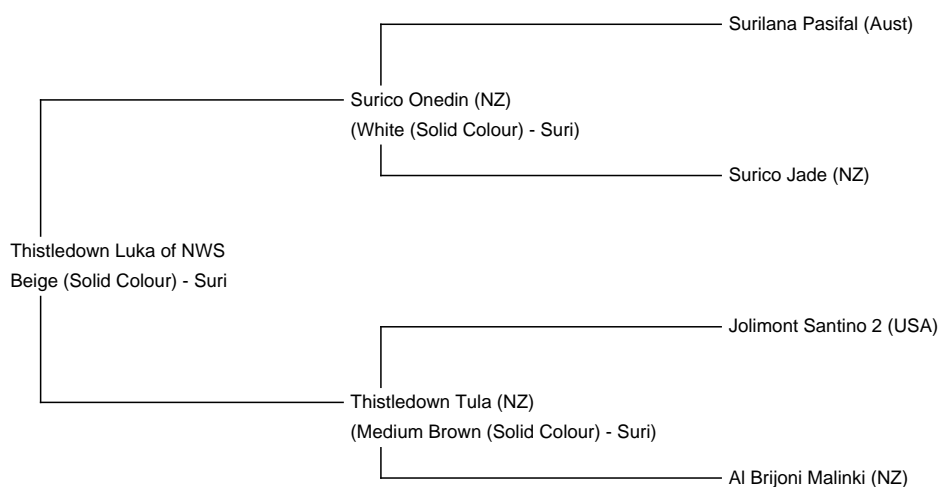 Surilana Pasifal (Aust)
Surico Onedin (NZ)
(White (Solid Colour) - Suri)
Surico Jade (NZ)
Thistledown Luka of NWS
Beige (Solid Colour) - Suri
Jolimont Santino 2 (USA)
Thistledown Tula (NZ)
(Medium Brown (Solid Colour) - Suri)
Al Brijoni Malinki (NZ)